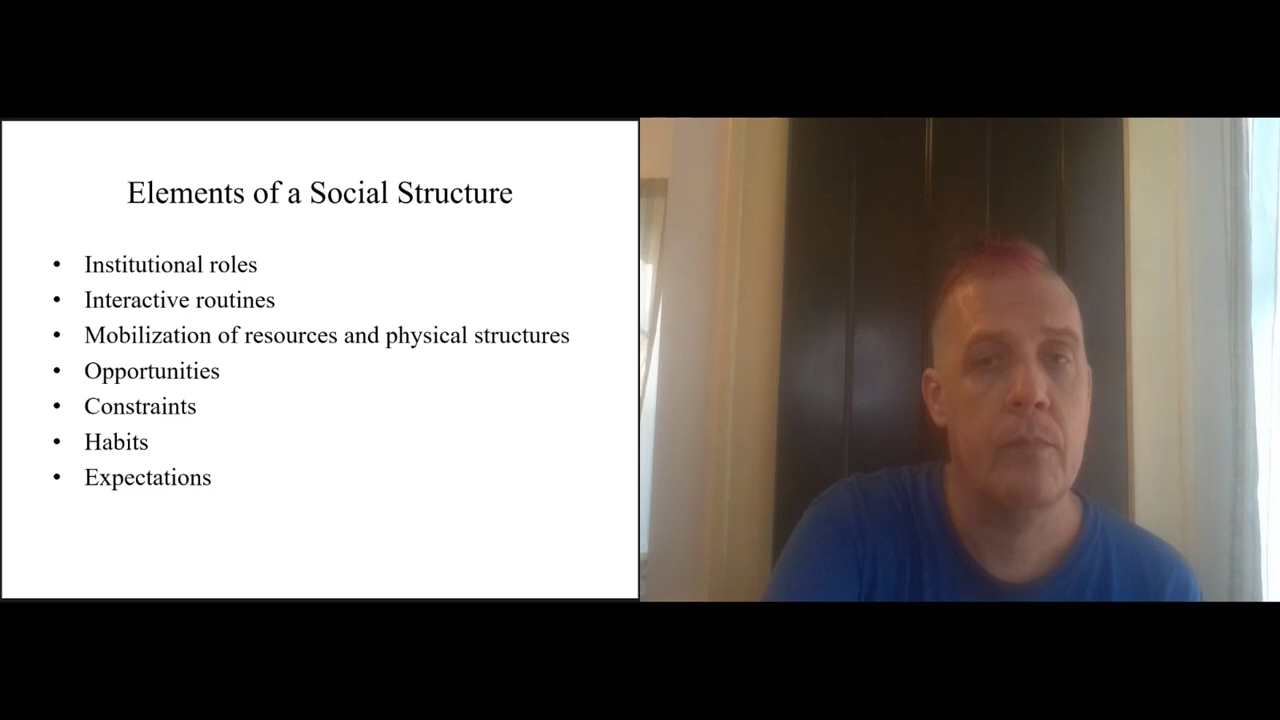 Elements of a Social Structure
• Institutional roles
• Interactive routines
• Mobilization of resources and physical structures
• Opportunities
• Constraints
• Habits
• Expectations